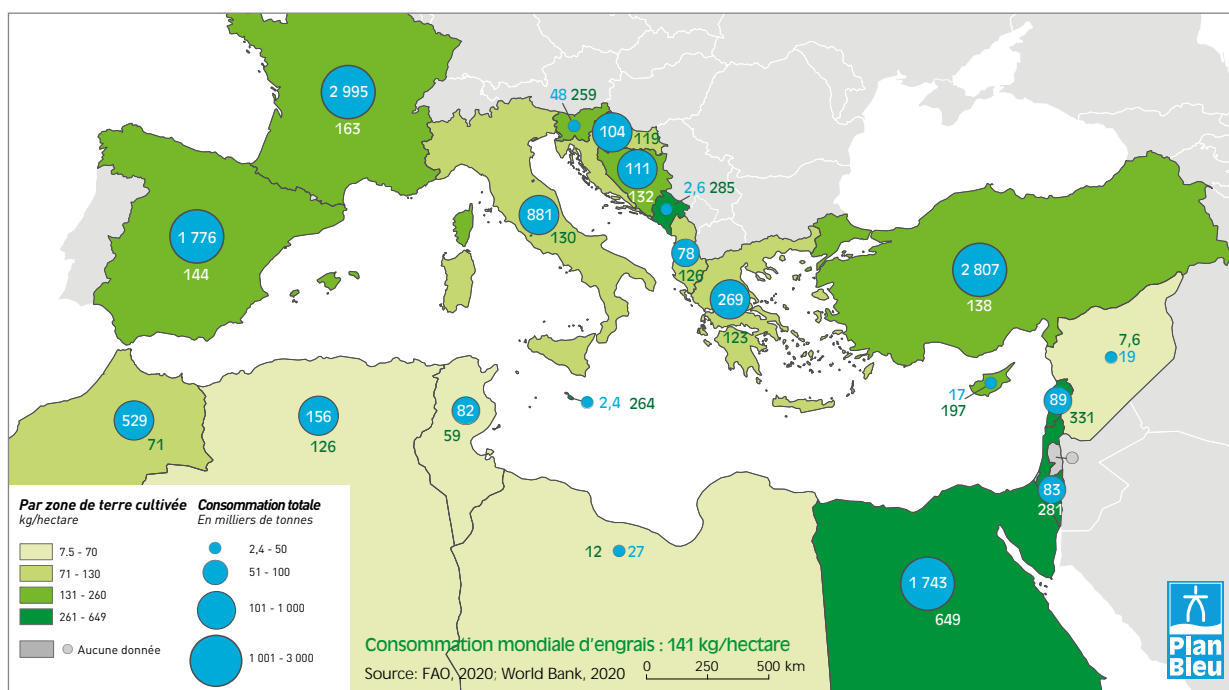 2 995
163
48 259
104
119
111
132
2,6 285
1 776
144
881
130
78
126
269
123
2 807
138
7,6
19
17
197
89
331
529
71
156
126
82
59
2,4 264
83
281
12 27
1 743
649
Par zone de terre cultivée
kg/hectare
7.5 - 70
71 - 130
131 - 260
261 - 649
Aucune donnée
Consommation totale
En milliers de tonnes
2,4 - 50
51 - 100
101 - 1 000
1 001 - 3 000
Consommation mondiale d'engrais : 141 kg/hectare
Source: FAO, 2020; World Bank, 2020
0 250 500 km
Plan
Bleu